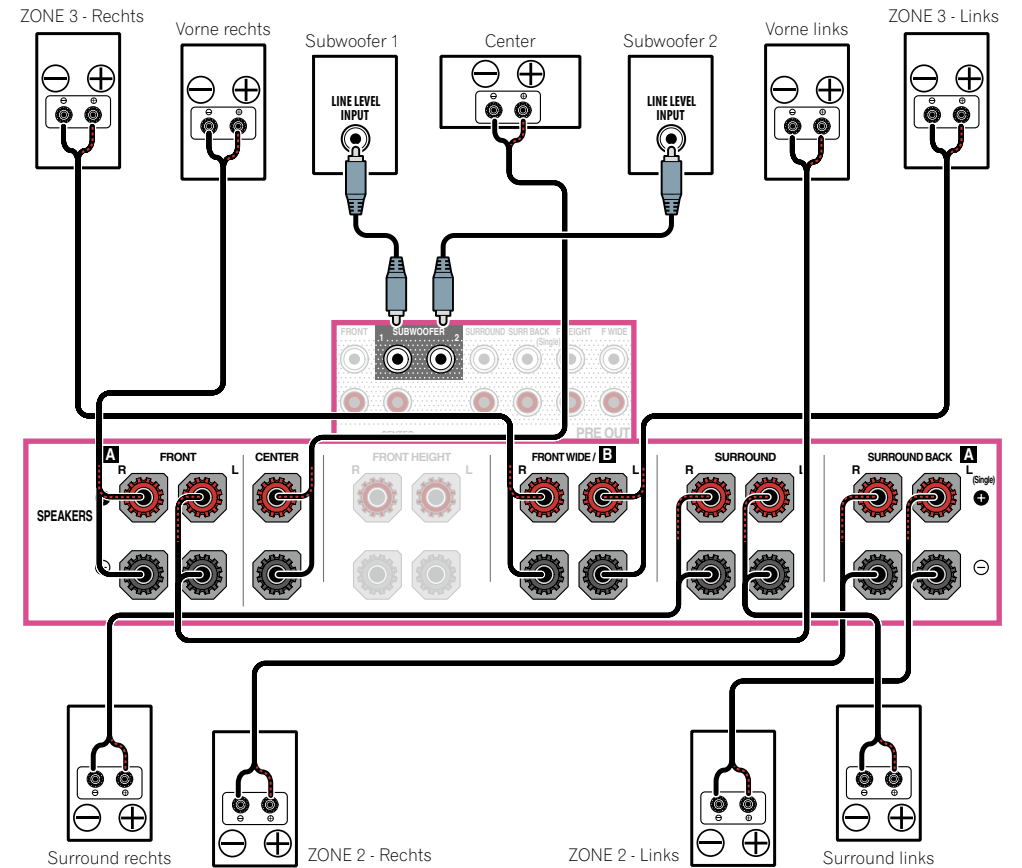 ZONE 3 - Rechts
Vorne rechts
Subwoofer 1
Center
Subwoofer 2
Vorne links
ZONE 3 - Links
LINE LEVEL
INPUT
LINE LEVEL
INPUT
FRONT
SUBWOOFER
1
2
SURROUND
SURR BACK
(Single)
F WIDE
PRE OUT
A
FRONT
R
L
CENTER
FRONT HEIGHT
R
L
FRONT WIDE / B
R
L
SURROUND
R
L
SURROUND BACK A
R
L
(Single)
SPEAKERS
Surround rechts
ZONE 2 - Rechts
ZONE 2 - Links
Surround links